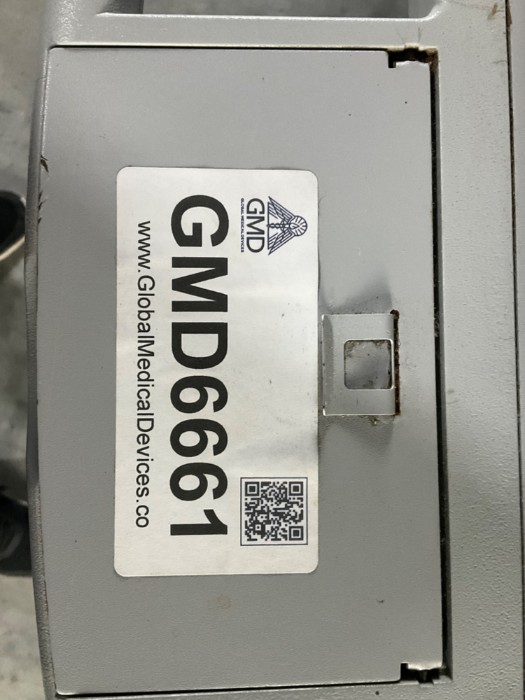 GMD
GLOBAL MEDICAL DEVICES
GMD6661
www.GlobalMedicalDevices.co